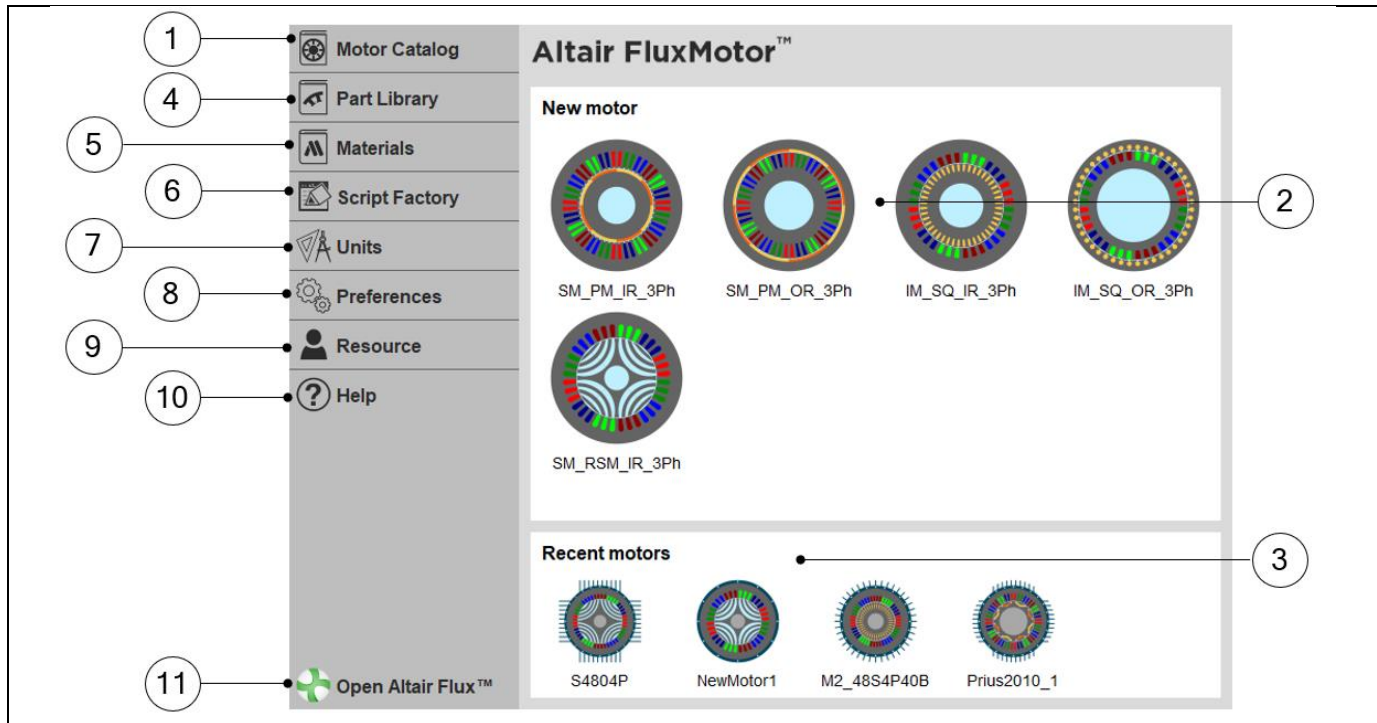 1
Motor Catalog
4
Part Library
5
Materials
6
Script Factory
7
Units
8
Preferences
9
Resource
10
? Help
11
Open Altair Flux™
Altair FluxMotor™
New motor
SM_PM_IR_3Ph
SM_PM_OR_3Ph
IM_SQ_IR_3Ph
IM_SQ_OR_3Ph
2
SM_RSM_IR_3Ph
Recent motors
3
S4804P
NewMotor1
M2_48S4P40B
Prius2010_1